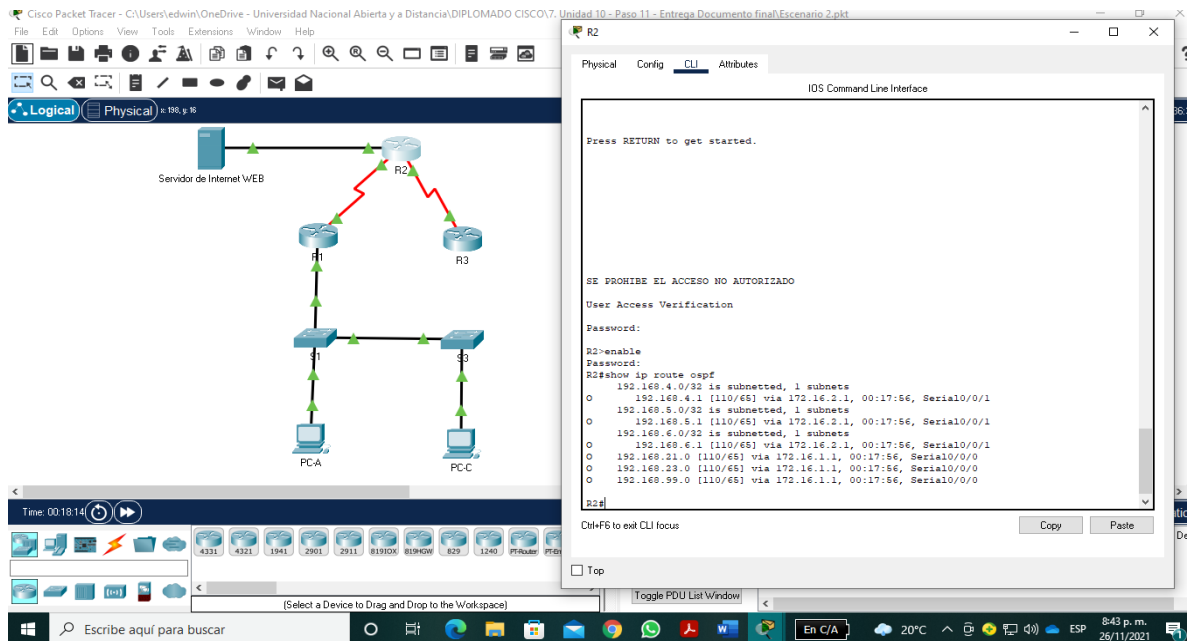 Cisco Packet Tracer - C:\Users\edwin\OneDrive - Universidad Nacional Abierta y a Distancia\DIPLOMADO CISCO\7. Unidad 10 - Paso 11 - Entrega Documento final\Escenario 2.pkt
File Edit Options View Tools Extensions Window Help
Logical Physical x: 198, y: 16
Servidor de Internet WEB
R2
R1
R3
S1
S3
PC-A
PC-C
Time: 00:18:14
4331 4321 1941 2901 2911 819IOX 819HGW 829 1240 PT-Router
(Select a Device to Drag and Drop to the Workspace)
Toggle PDU List Window
R2
Physical Config CLI Attributes
IOS Command Line Interface
Press RETURN to get started.
SE PROHIBE EL ACCESO NO AUTORIZADO
User Access Verification
Password:
R2>enable
Password:
R2#show ip route ospf
192.168.4.0/32 is subnetted, 1 subnets
O 192.168.4.1 [110/65] via 172.16.2.1, 00:17:56, Serial0/0/1
192.168.5.0/32 is subnetted, 1 subnets
O 192.168.5.1 [110/65] via 172.16.2.1, 00:17:56, Serial0/0/1
192.168.6.0/32 is subnetted, 1 subnets
O 192.168.6.1 [110/65] via 172.16.2.1, 00:17:56, Serial0/0/1
O 192.168.21.0 [110/65] via 172.16.1.1, 00:17:56, Serial0/0/0
O 192.168.23.0 [110/65] via 172.16.1.1, 00:17:56, Serial0/0/0
O 192.168.99.0 [110/65] via 172.16.1.1, 00:17:56, Serial0/0/0
R2#
Ctrl+F6 to exit CLI focus
Copy Paste
Top
Escribe aquí para buscar
En C/A
20°C
ESP
8:43 p. m.
26/11/2021